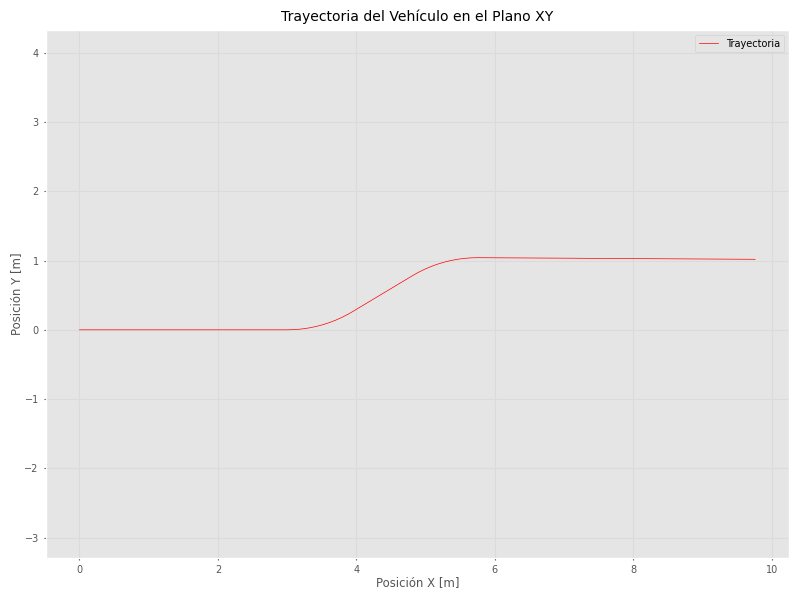 Trayectoria del Vehículo en el Plano XY
Trayectoria
4
3
2
1
0
−1
−2
−3
Posición Y [m]
0 2 4 6 8 10
Posición X [m]